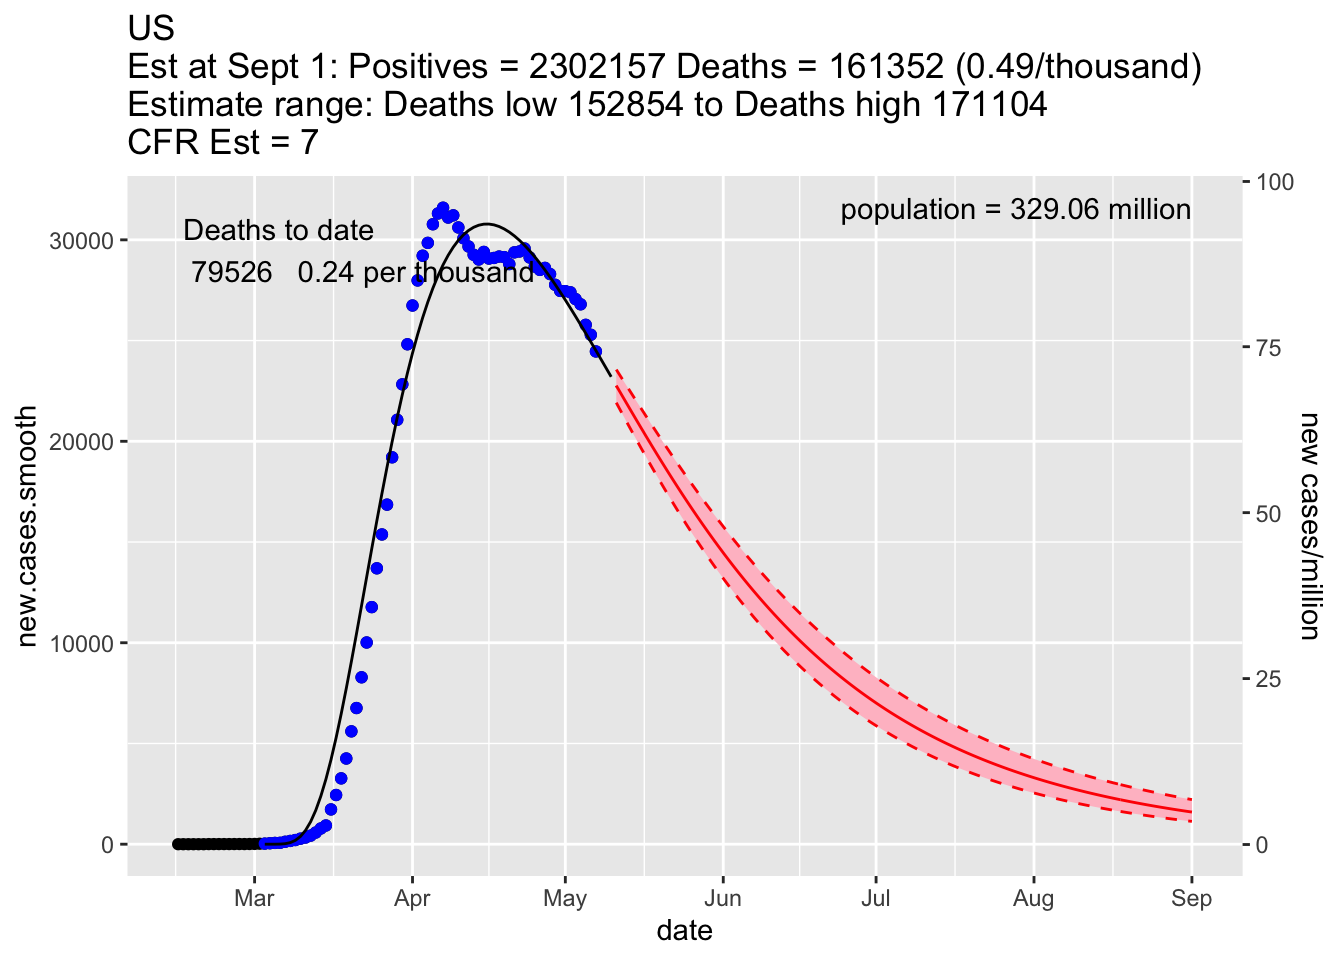 US
Est at Sept 1: Positives = 2302157 Deaths = 161352 (0.49/thousand)
Estimate range: Deaths low 152854 to Deaths high 171104
CFR Est = 7
Deaths to date
79526 0.24 per thousand
population = 329.06 million
new.cases.smooth
30000
20000
10000
0
100
75
50
25
0
new cases/million
Mar Apr May Jun Jul Aug Sep
date